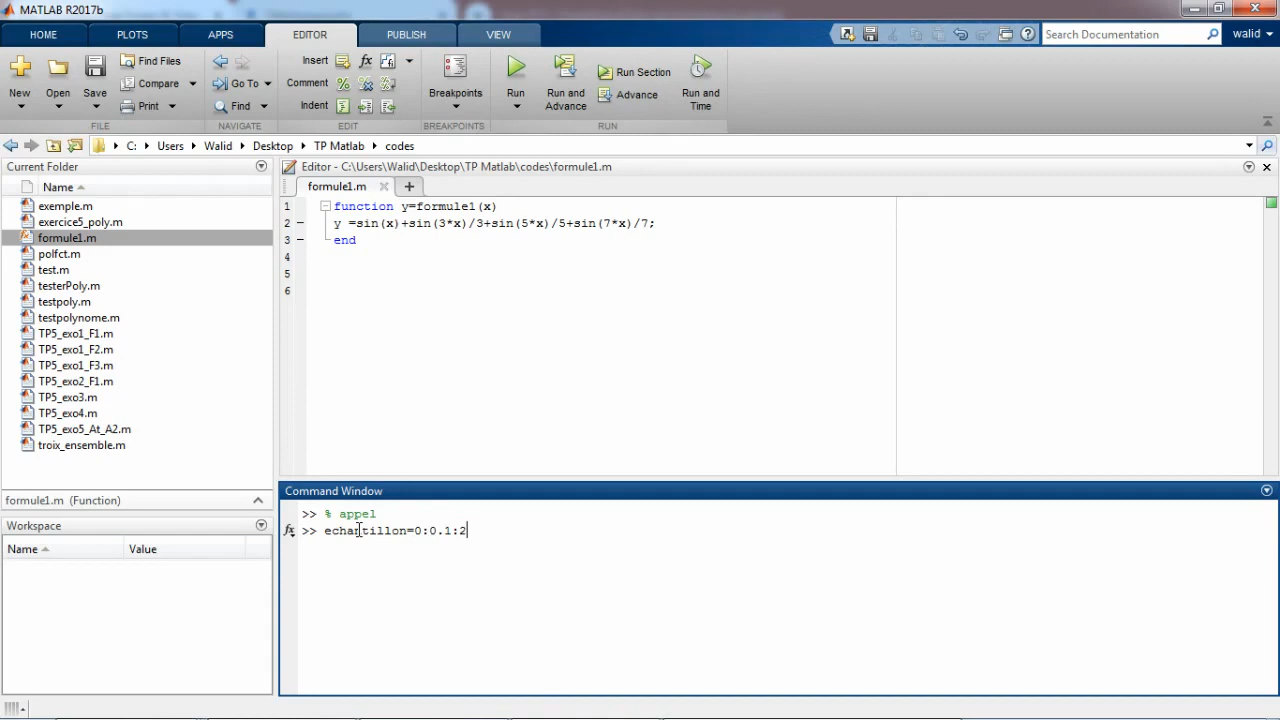 MATLAB R2017b
HOME PLOTS APPS EDITOR PUBLISH VIEW Search Documentation walid
New Open Save Find Files Compare Print Go To Find Insert Comment Indent Breakpoints Run Run and Advance Run Section Advance Run and Time
FILE NAVIGATE EDIT BREAKPOINTS RUN
C: Users Walid Desktop TP Matlab codes
Current Folder
Name
exemple.m
exercice5_poly.m
formule1.m
polfct.m
test.m
testerPoly.m
testpoly.m
testpolynome.m
TP5_exo1_F1.m
TP5_exo1_F2.m
TP5_exo1_F3.m
TP5_exo2_F1.m
TP5_exo3.m
TP5_exo4.m
TP5_exo5_At_A2.m
troix_ensemble.m
formule1.m (Function)
Workspace
Name Value
Editor - C:\Users\Walid\Desktop\TP Matlab\codes\formule1.m
formule1.m
1 function y=formule1(x)
2 y =sin(x)+sin(3*x)/3+sin(5*x)/5+sin(7*x)/7;
3 end
4
5
6
Command Window
>> % appel
fx >> echantillon=0:0.1:2